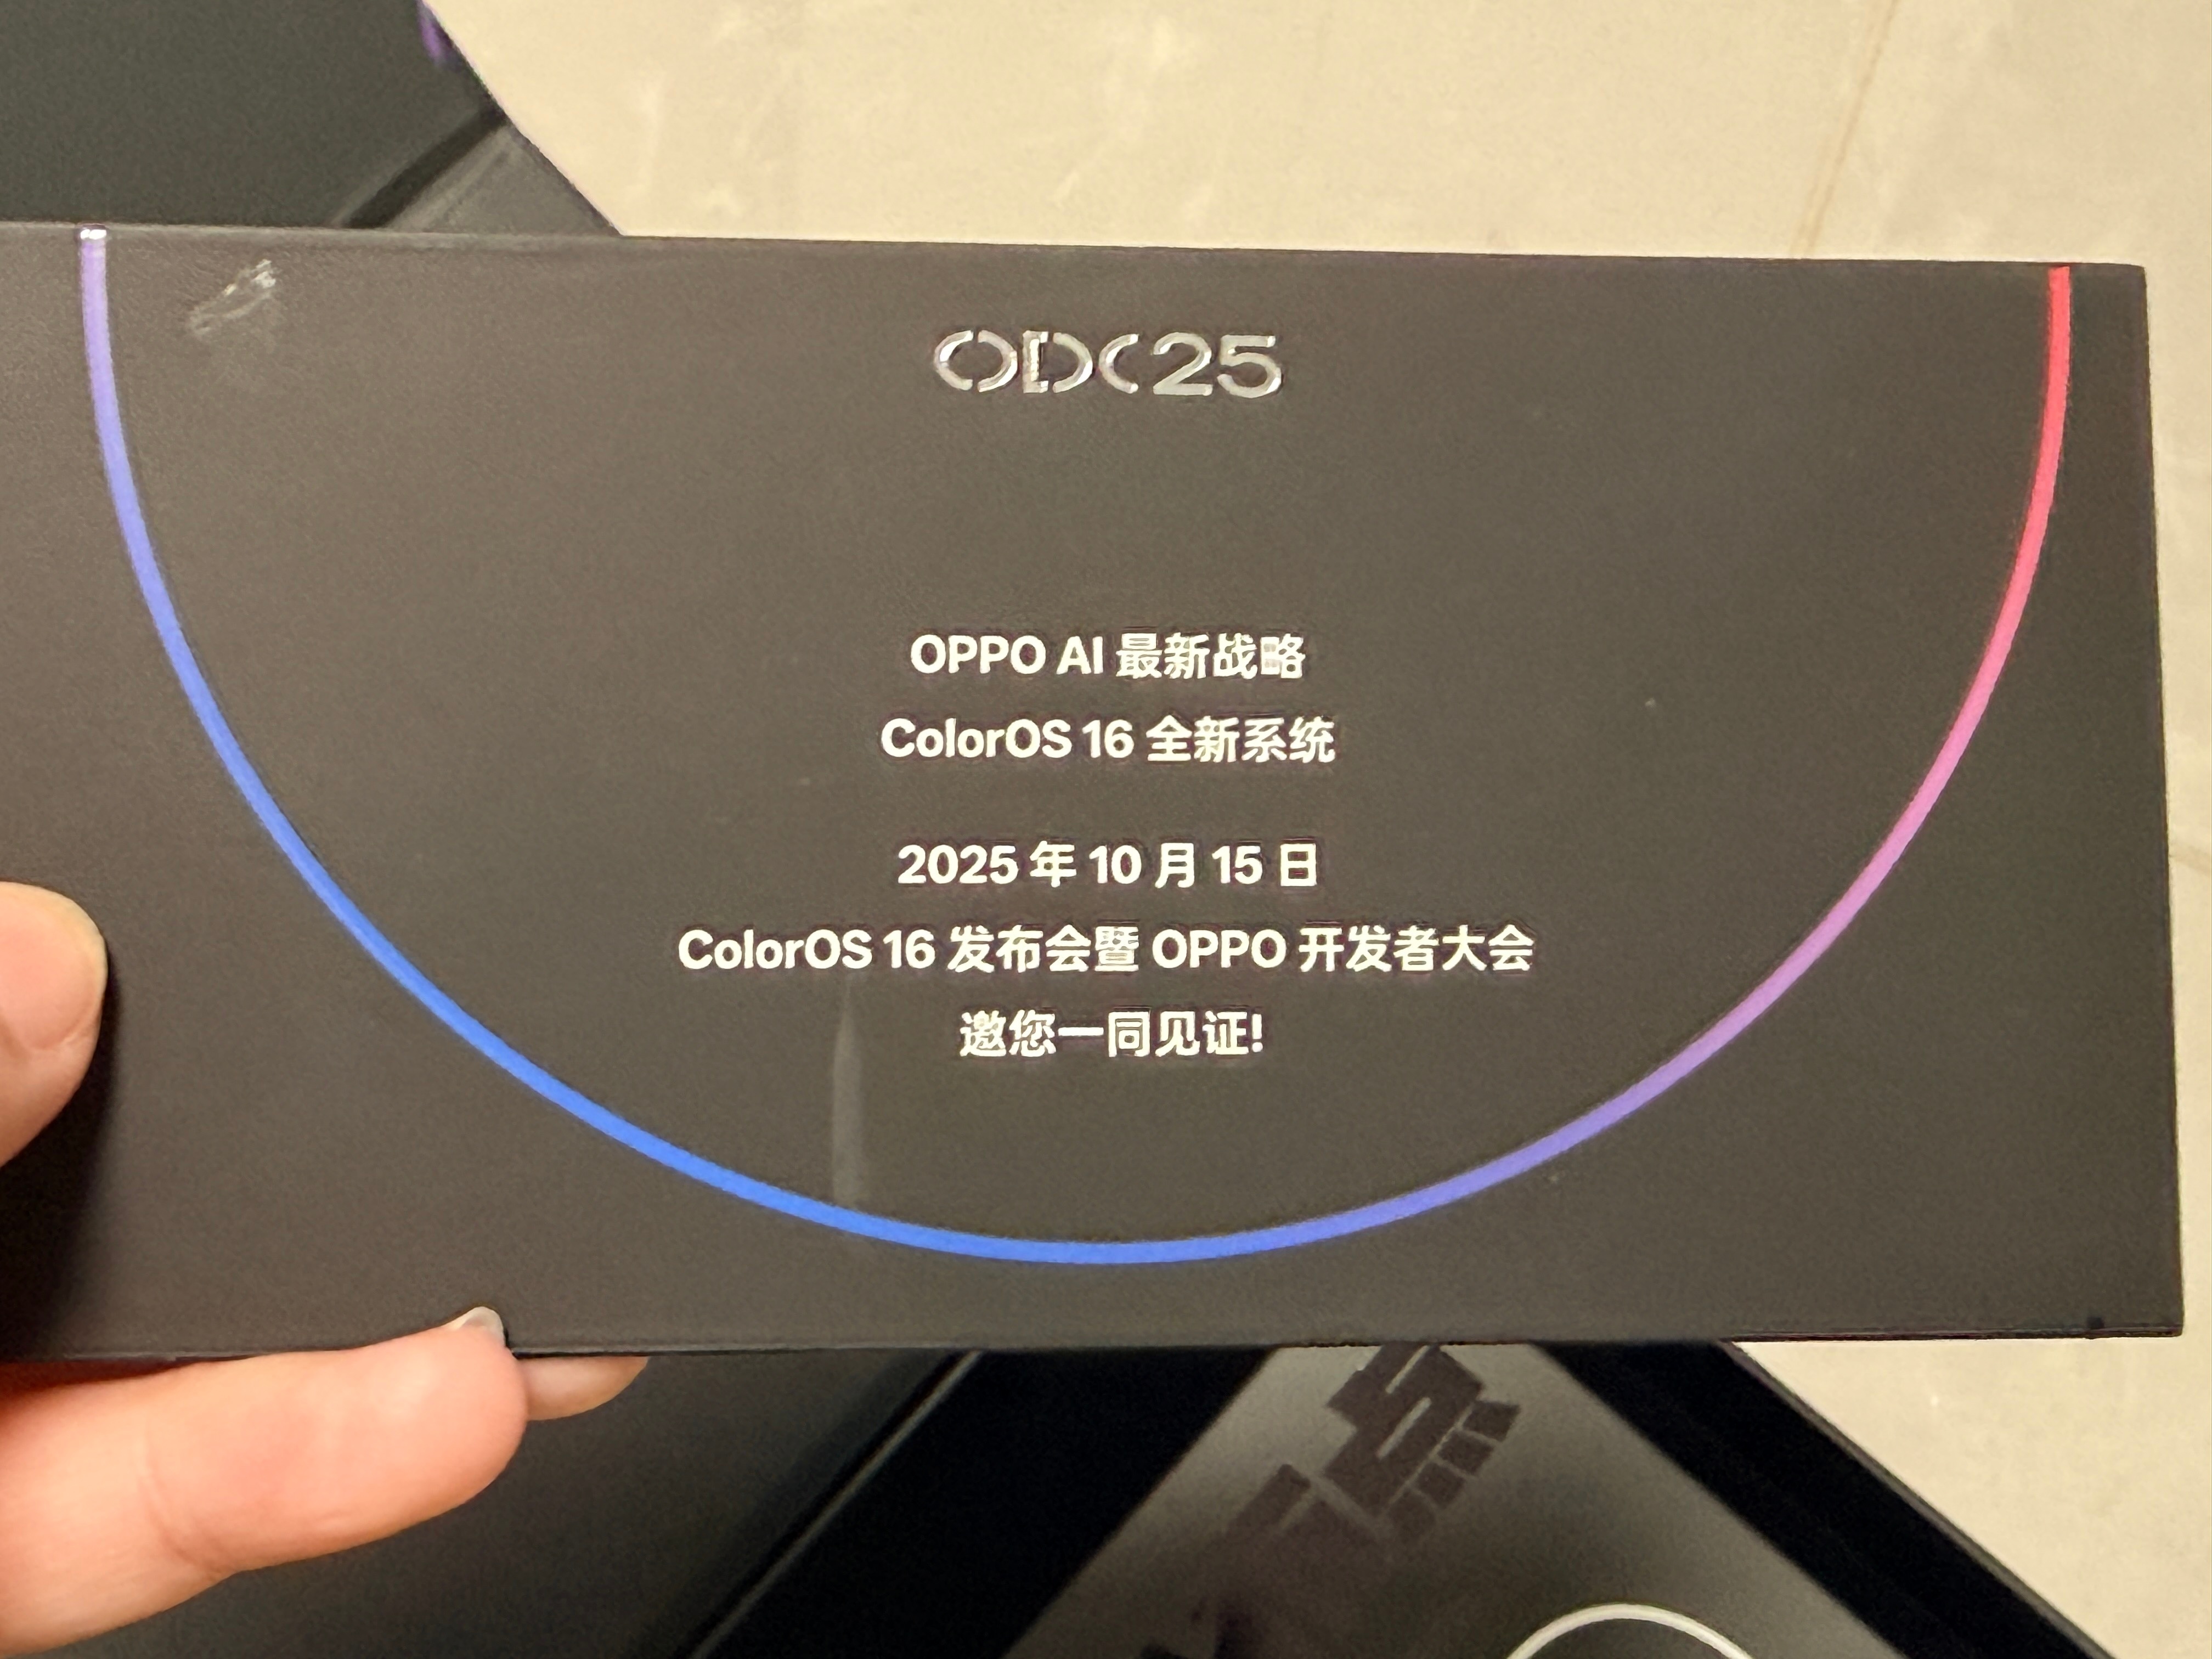 ODC25
OPPO AI 最新战略
ColorOS 16 全新系统
2025 年 10 月 15 日
ColorOS 16 发布会暨 OPPO 开发者大会
邀您一同见证!
点